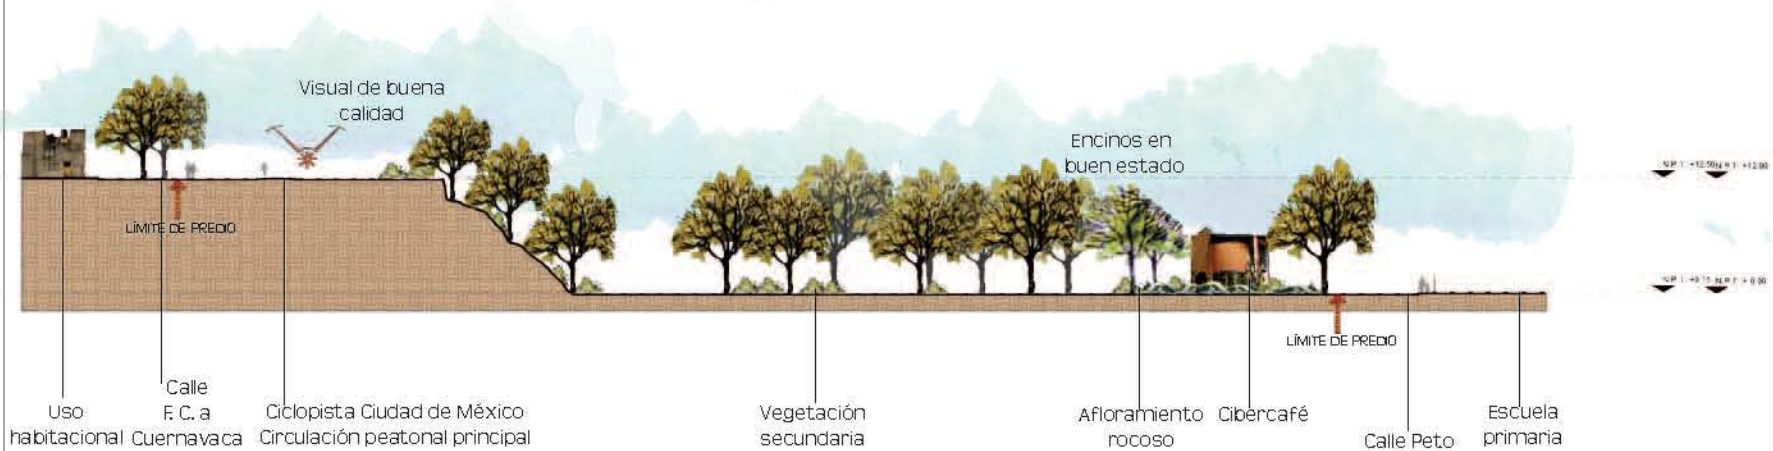 Visual de buena
calidad
Encinos en
buen estado
LÍMITE DE PREDIO
LÍMITE DE PREDIO
Uso
habitacional
Calle
F. C. a
Cuernavaca
Ciclopista Ciudad de México
Circulación peatonal principal
Vegetación
secundaria
Afloramiento
rocoso
Cibercafé
Calle Peto
Escuela
primaria